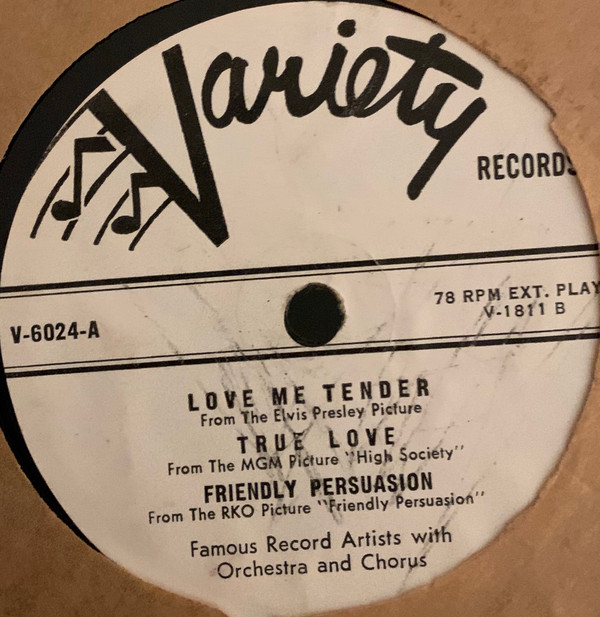 Variety
RECORDS
78 RPM EXT. PLAY
V-6024-A
V-1811 B
LOVE ME TENDER
From The Elvis Presley Picture
TRUE LOVE
From The MGM Picture "High Society"
FRIENDLY PERSUASION
From The RKO Picture "Friendly Persuasion"
Famous Record Artists with
Orchestra and Chorus